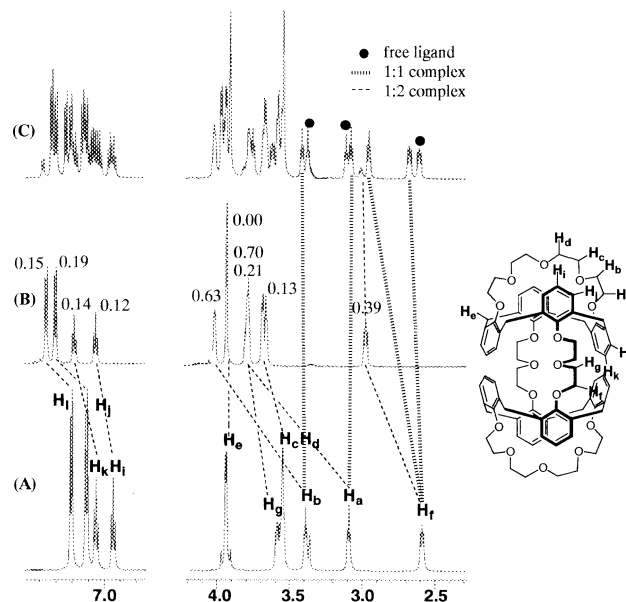 free ligand
1:1 complex
1:2 complex
(C)
0.00
0.15
0.19
0.70
0.21
0.14
0.12
0.63
0.13
0.39
(B)
Hd
Hc
Hb
Hi
He
Hg
Hk
Hf
Hl
Hj
He
Hc
Hd
Hk
Hi
Hg
Hb
Ha
Hf
(A)
7.0
4.0
3.5
3.0
2.5